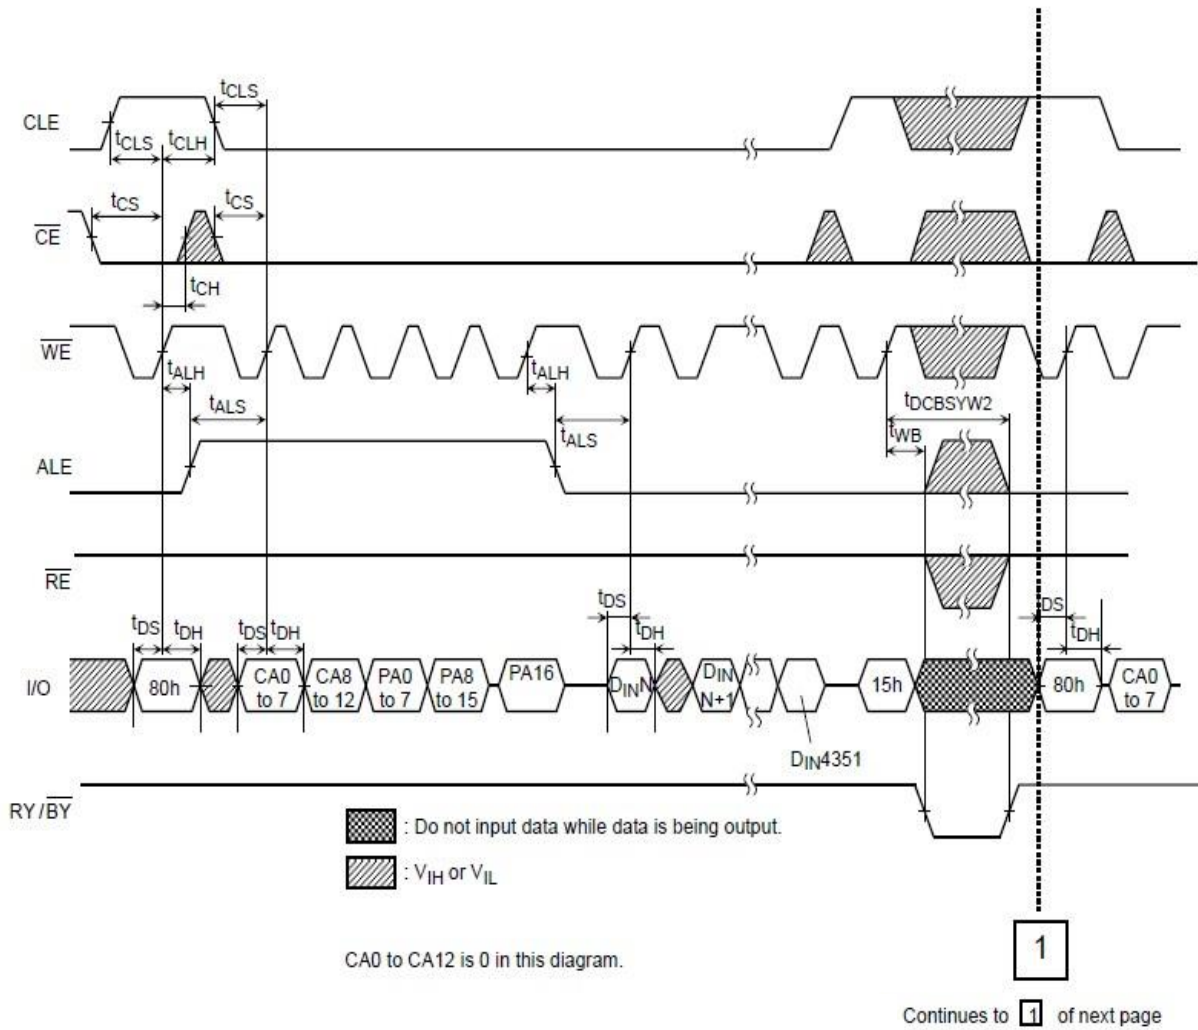 tCLS
CLE
tCLS tCLH
tCS tCS
CE
tCH
WE
tALH tALH
tALS tDCBSYW2
tALS tWB
ALE
RE
tDS tDH tDS tDH tDS tDH DS tDH
I/O 80h CA0 to 7 CA8 to 12 PA0 to 7 PA8 to 15 PA16 DINN DIN N+1 15h 80h CA0 to 7
DIN4351
RY/BY
: Do not input data while data is being output.
: VIH or VIL
1
CA0 to CA12 is 0 in this diagram.
Continues to 1 of next page